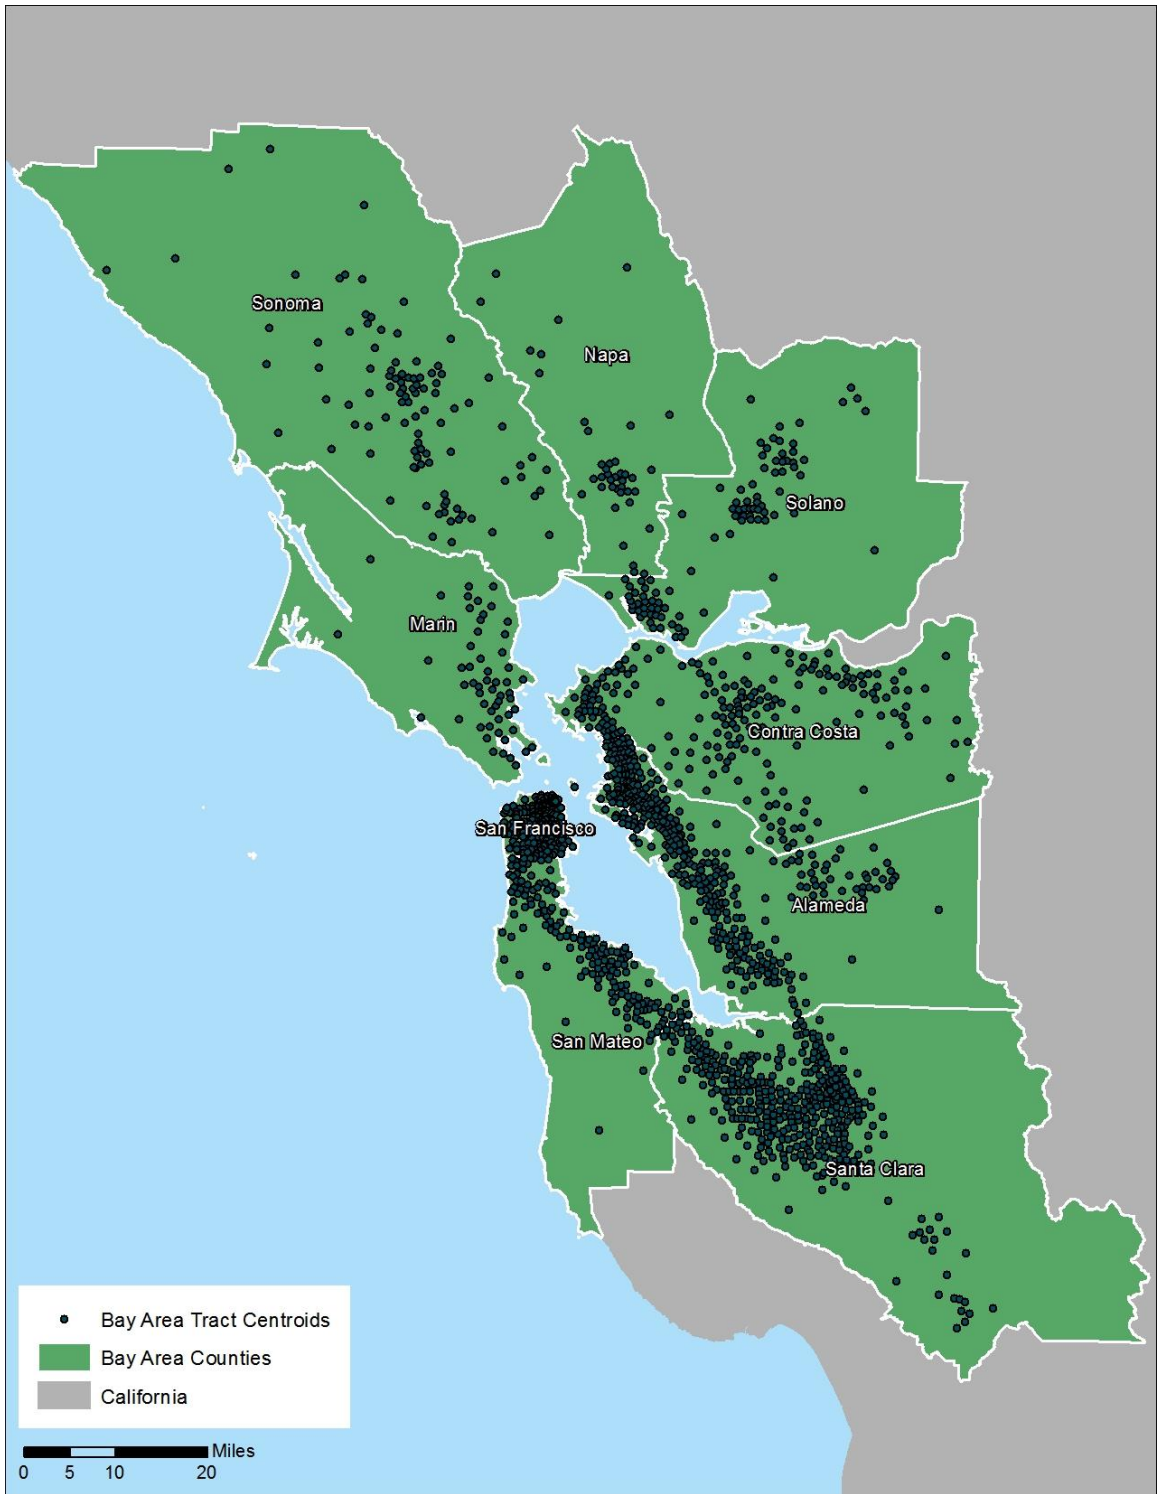 Sonoma
Napa
Solano
Marin
Contra Costa
San Francisco
Alameda
San Mateo
Santa Clara
Bay Area Tract Centroids
Bay Area Counties
California
Miles
0 5 10 20